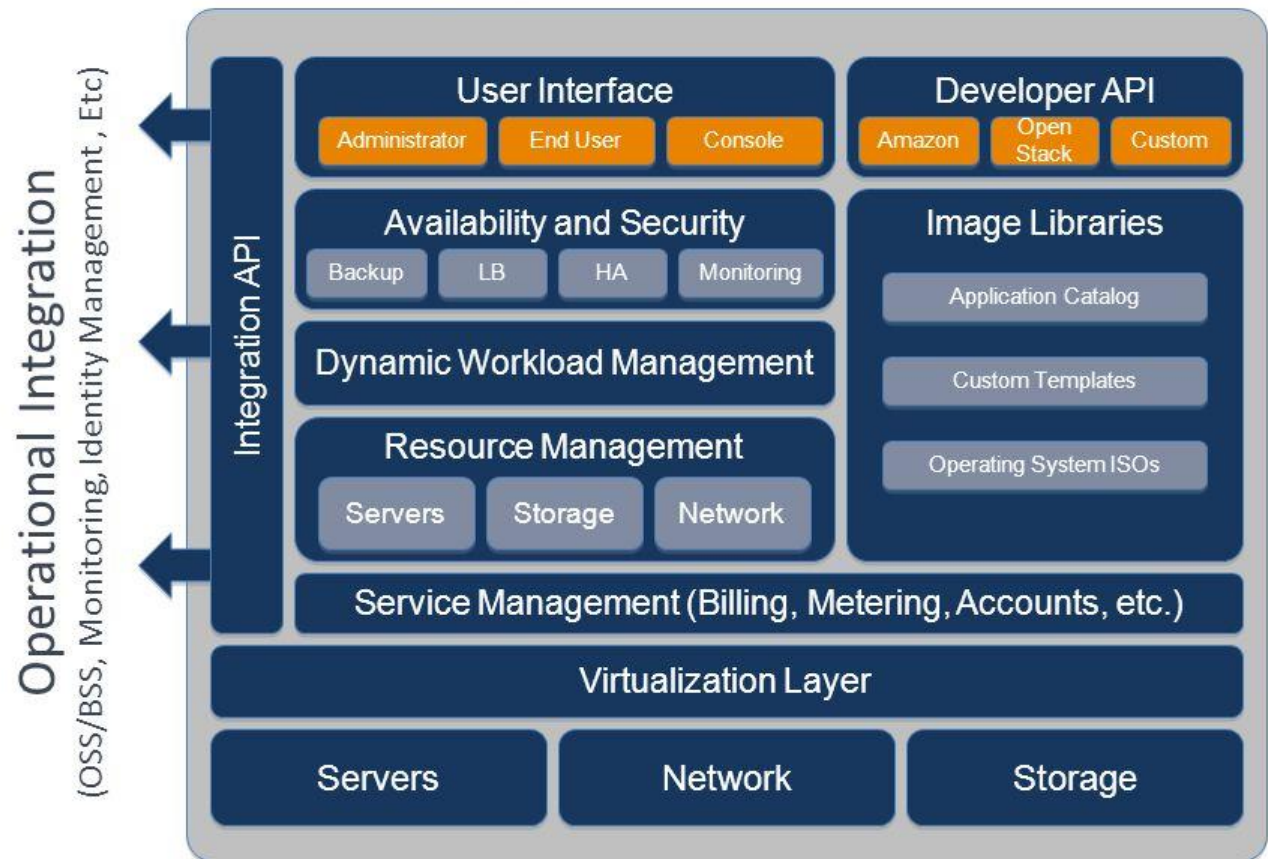 Operational Integration
(OSS/BSS, Monitoring, Identity Management , Etc)
Integration API
User Interface
Administrator
End User
Console
Developer API
Amazon
Open
Stack
Custom
Availability and Security
Backup
LB
HA
Monitoring
Image Libraries
Application Catalog
Custom Templates
Operating System ISOs
Dynamic Workload Management
Resource Management
Servers
Storage
Network
Service Management (Billing, Metering, Accounts, etc.)
Virtualization Layer
Servers
Network
Storage